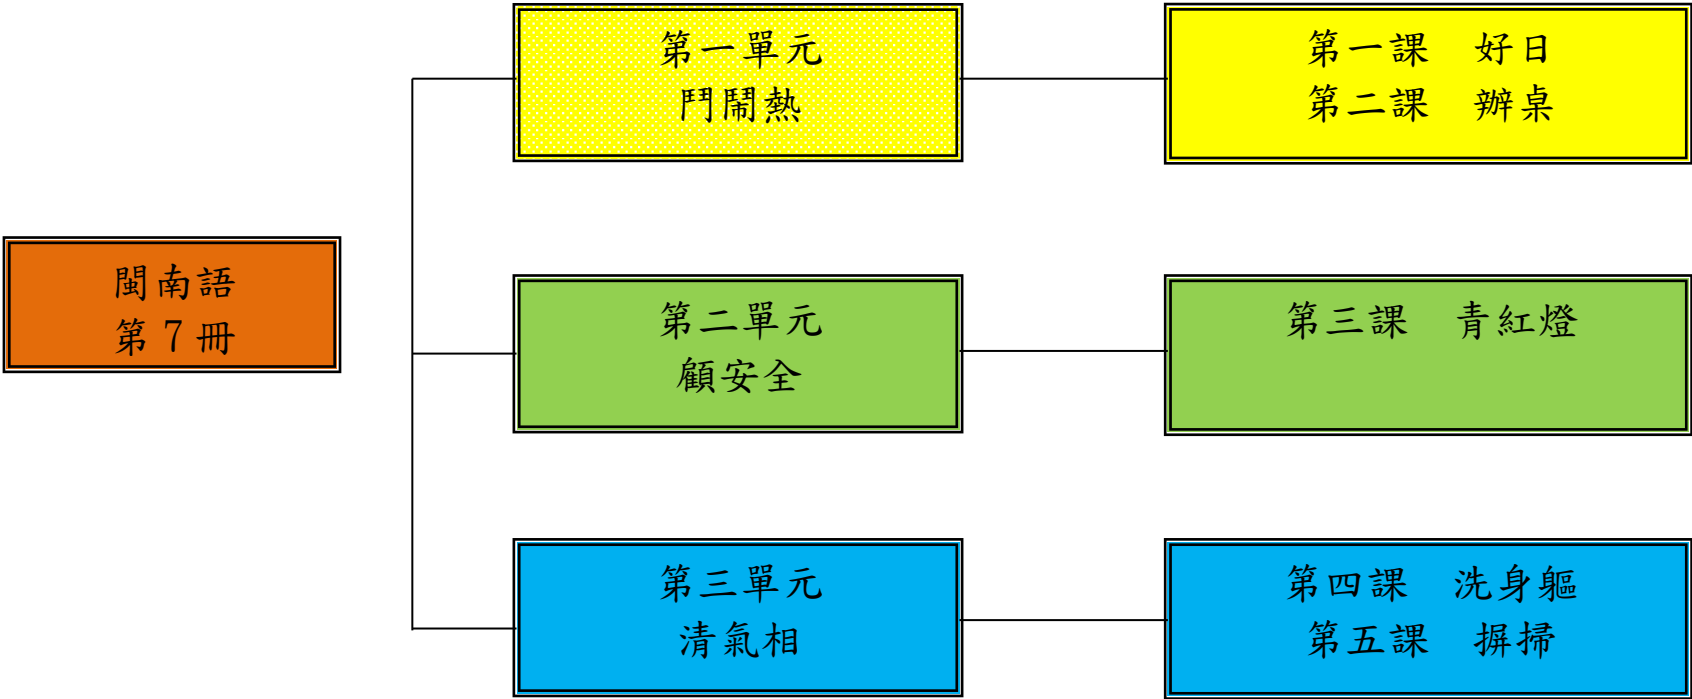 閩南語
第7冊
第一單元
鬥鬧熱
第一課　好日
第二課　辦桌
第二單元
顧安全
第三課　青紅燈
第三單元
清氣相
第四課　洗身軀
第五課　摒掃